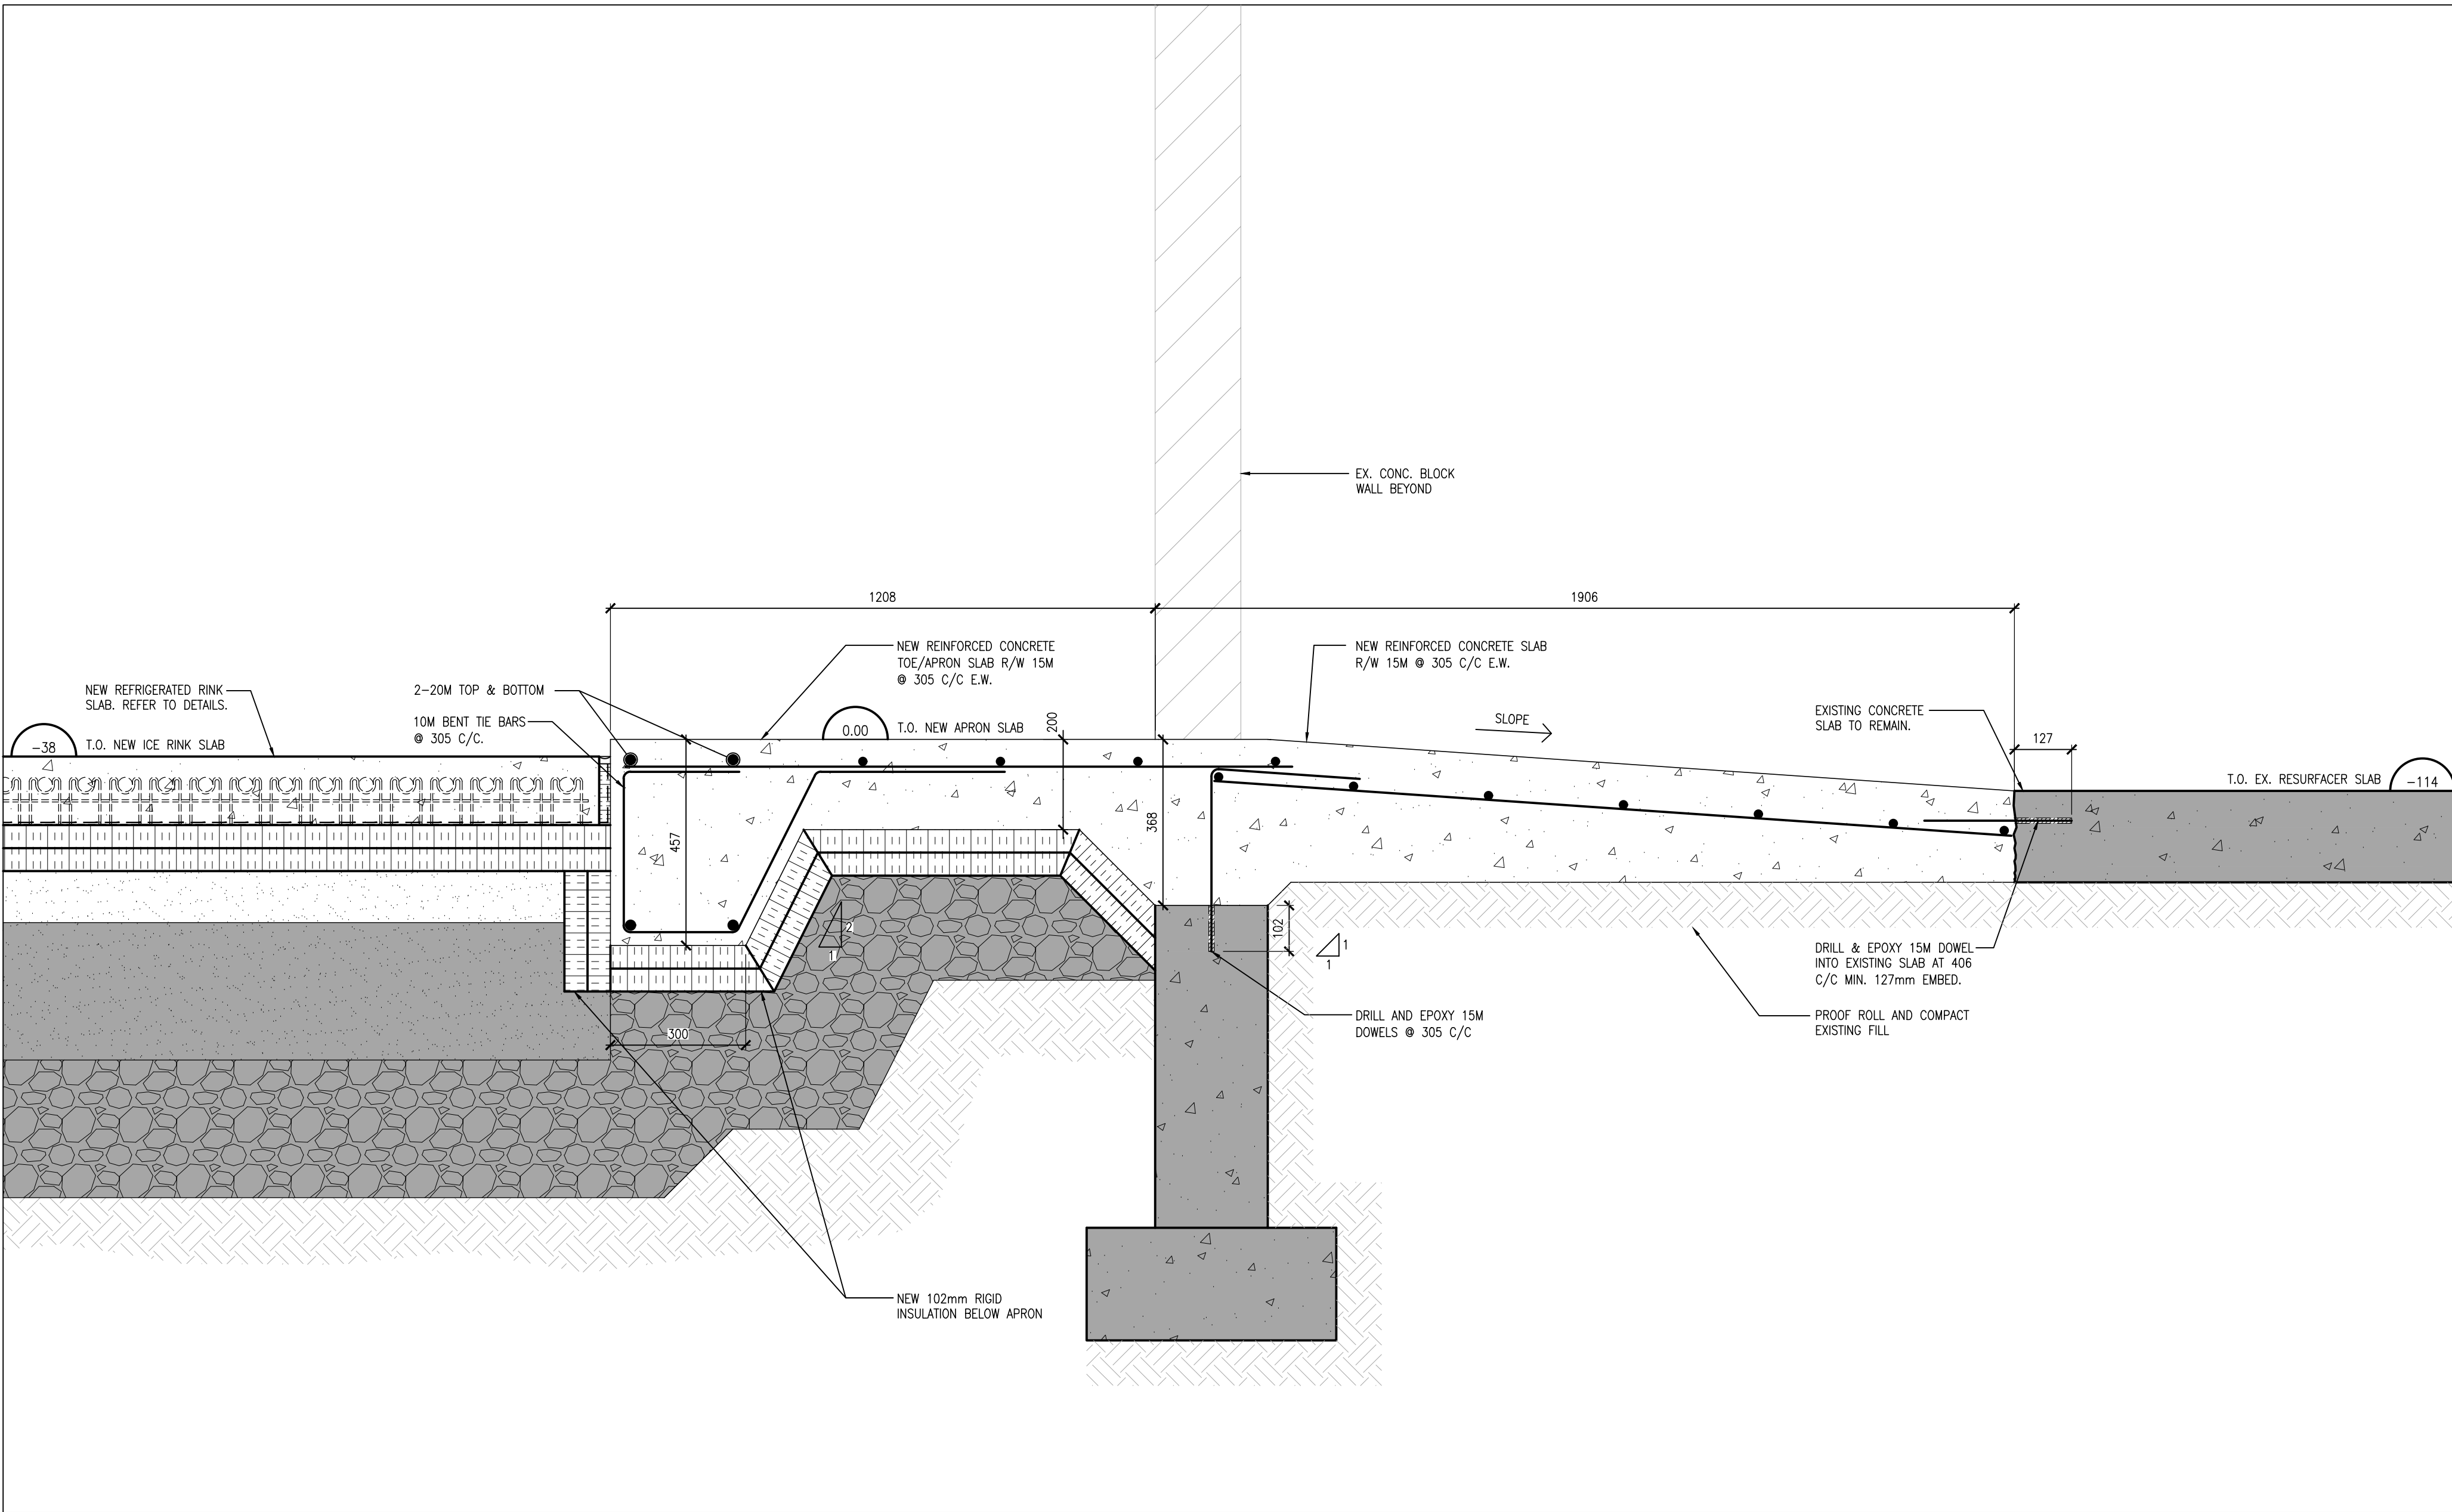 EX. CONC. BLOCK
WALL BEYOND
1208
1906
NEW REINFORCED CONCRETE
TOE/APRON SLAB R/W 15M
@ 305 C/C E.W.
NEW REINFORCED CONCRETE SLAB
R/W 15M @ 305 C/C E.W.
NEW REFRIGERATED RINK
SLAB. REFER TO DETAILS.
2-20M TOP & BOTTOM
10M BENT TIE BARS
@ 305 C/C.
-38
T.O. NEW ICE RINK SLAB
0.00
T.O. NEW APRON SLAB
200
SLOPE
EXISTING CONCRETE
SLAB TO REMAIN.
127
T.O. EX. RESURFACER SLAB
-114
457
368
2
1
102
1
1
300
DRILL & EPOXY 15M DOWEL
INTO EXISTING SLAB AT 406
C/C MIN. 127mm EMBED.
DRILL AND EPOXY 15M
DOWELS @ 305 C/C
PROOF ROLL AND COMPACT
EXISTING FILL
NEW 102mm RIGID
INSULATION BELOW APRON